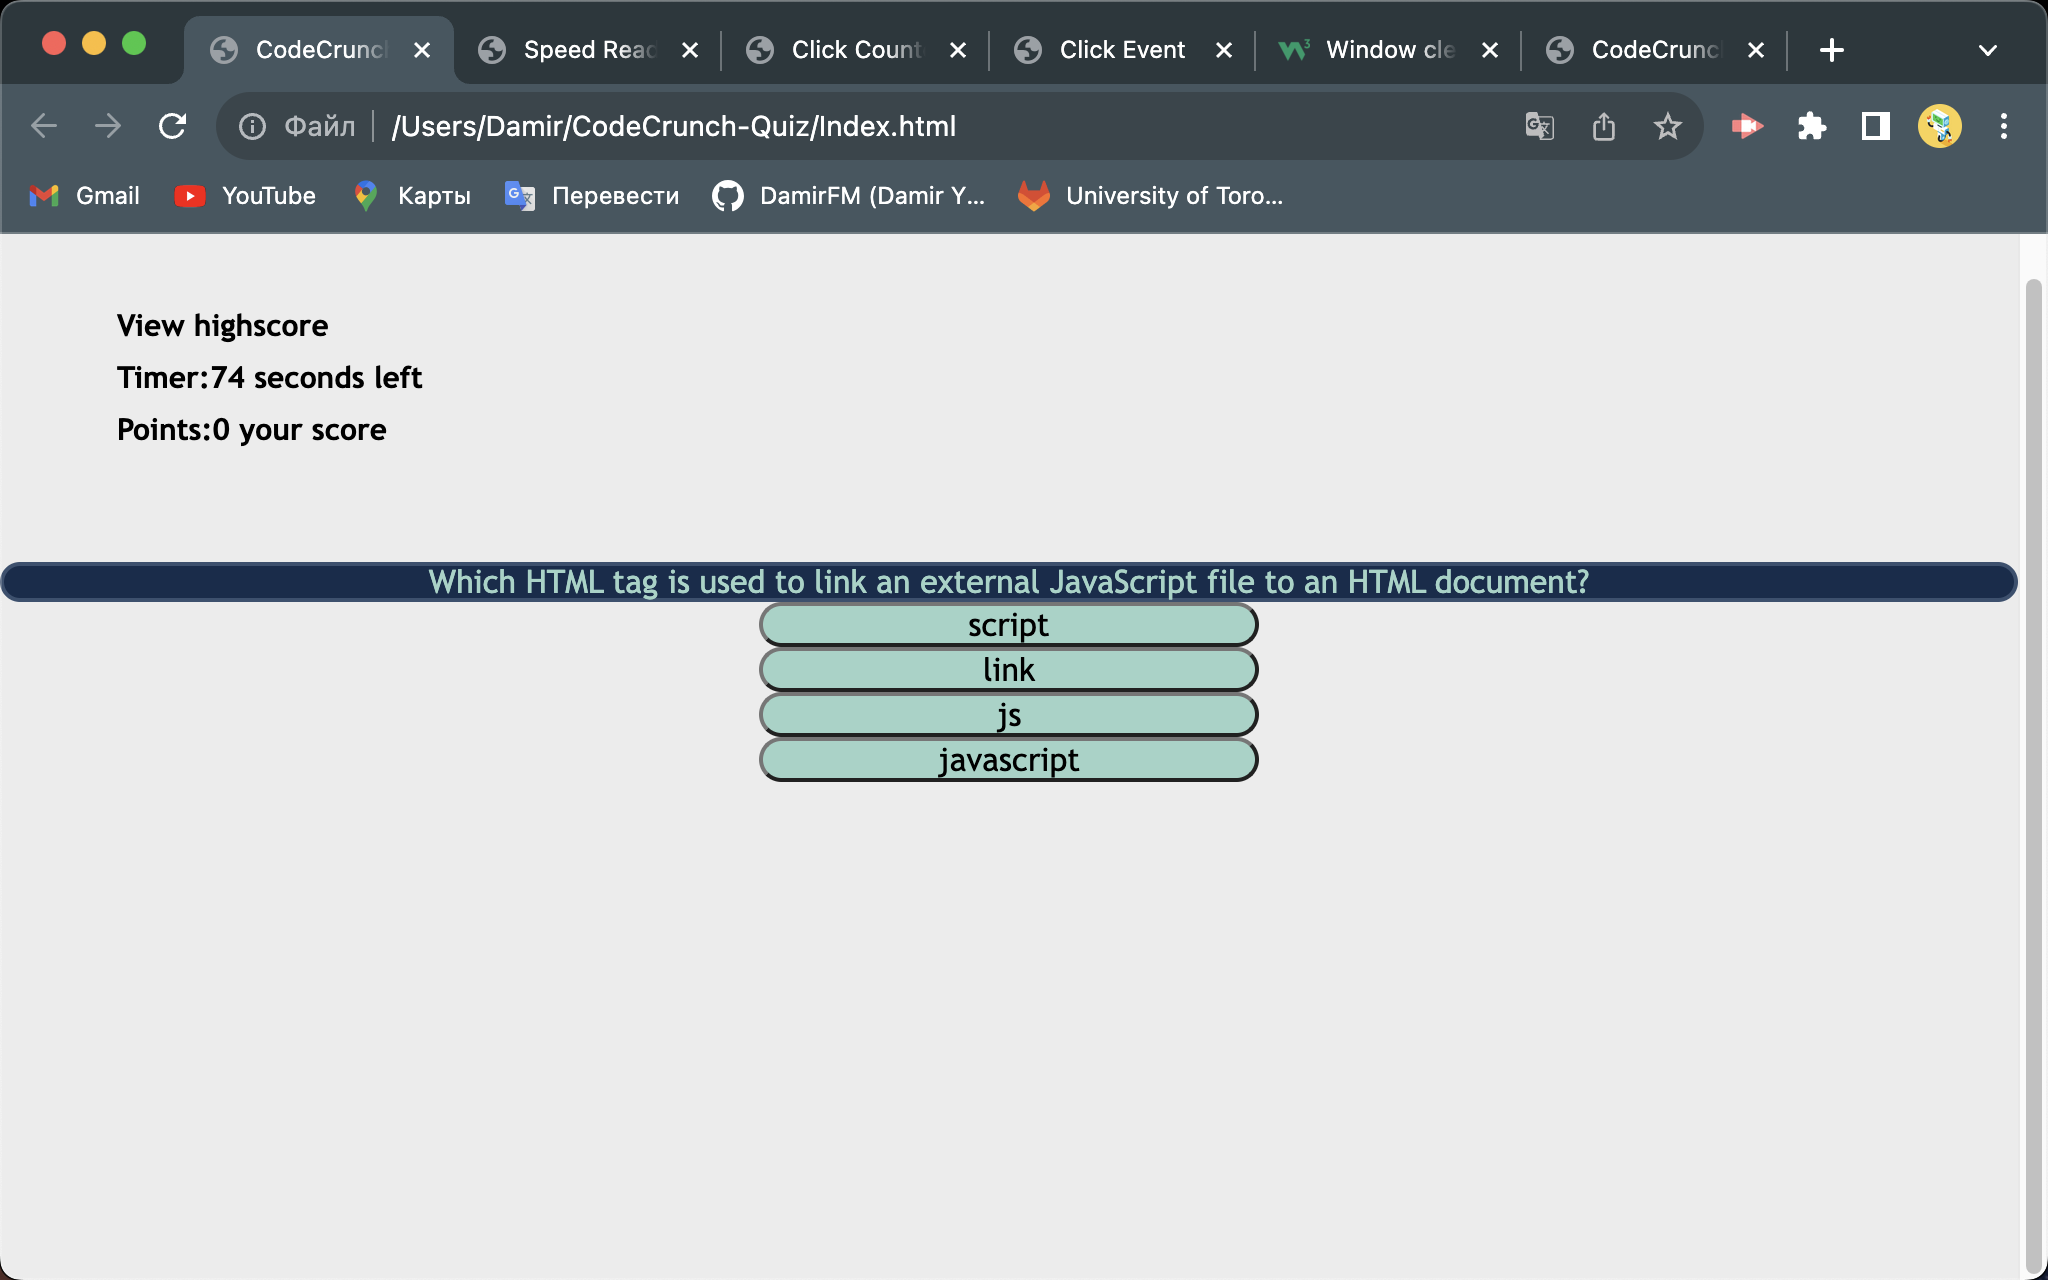 CodeCrunch
Speed Read
Click Count
Click Event
Window cle
CodeCrunc
Файл /Users/Damir/CodeCrunch-Quiz/Index.html
Gmail YouTube Карты Перевести DamirFM (Damir Y... University of Toro...
View highscore
Timer:74 seconds left
Points:0 your score
Which HTML tag is used to link an external JavaScript file to an HTML document?
script
link
js
javascript